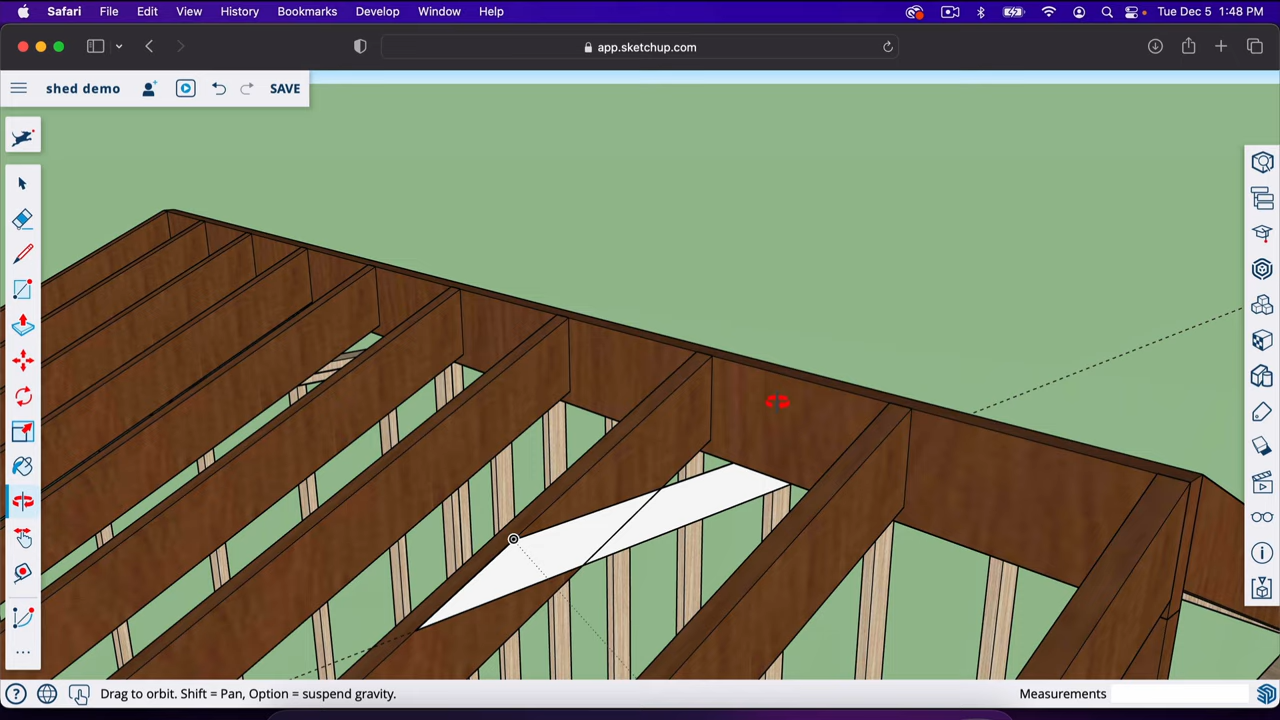 Safari File Edit View History Bookmarks Develop Window Help Tue Dec 5 1:48 PM
app.sketchup.com
shed demo SAVE
Drag to orbit. Shift = Pan, Option = suspend gravity. Measurements